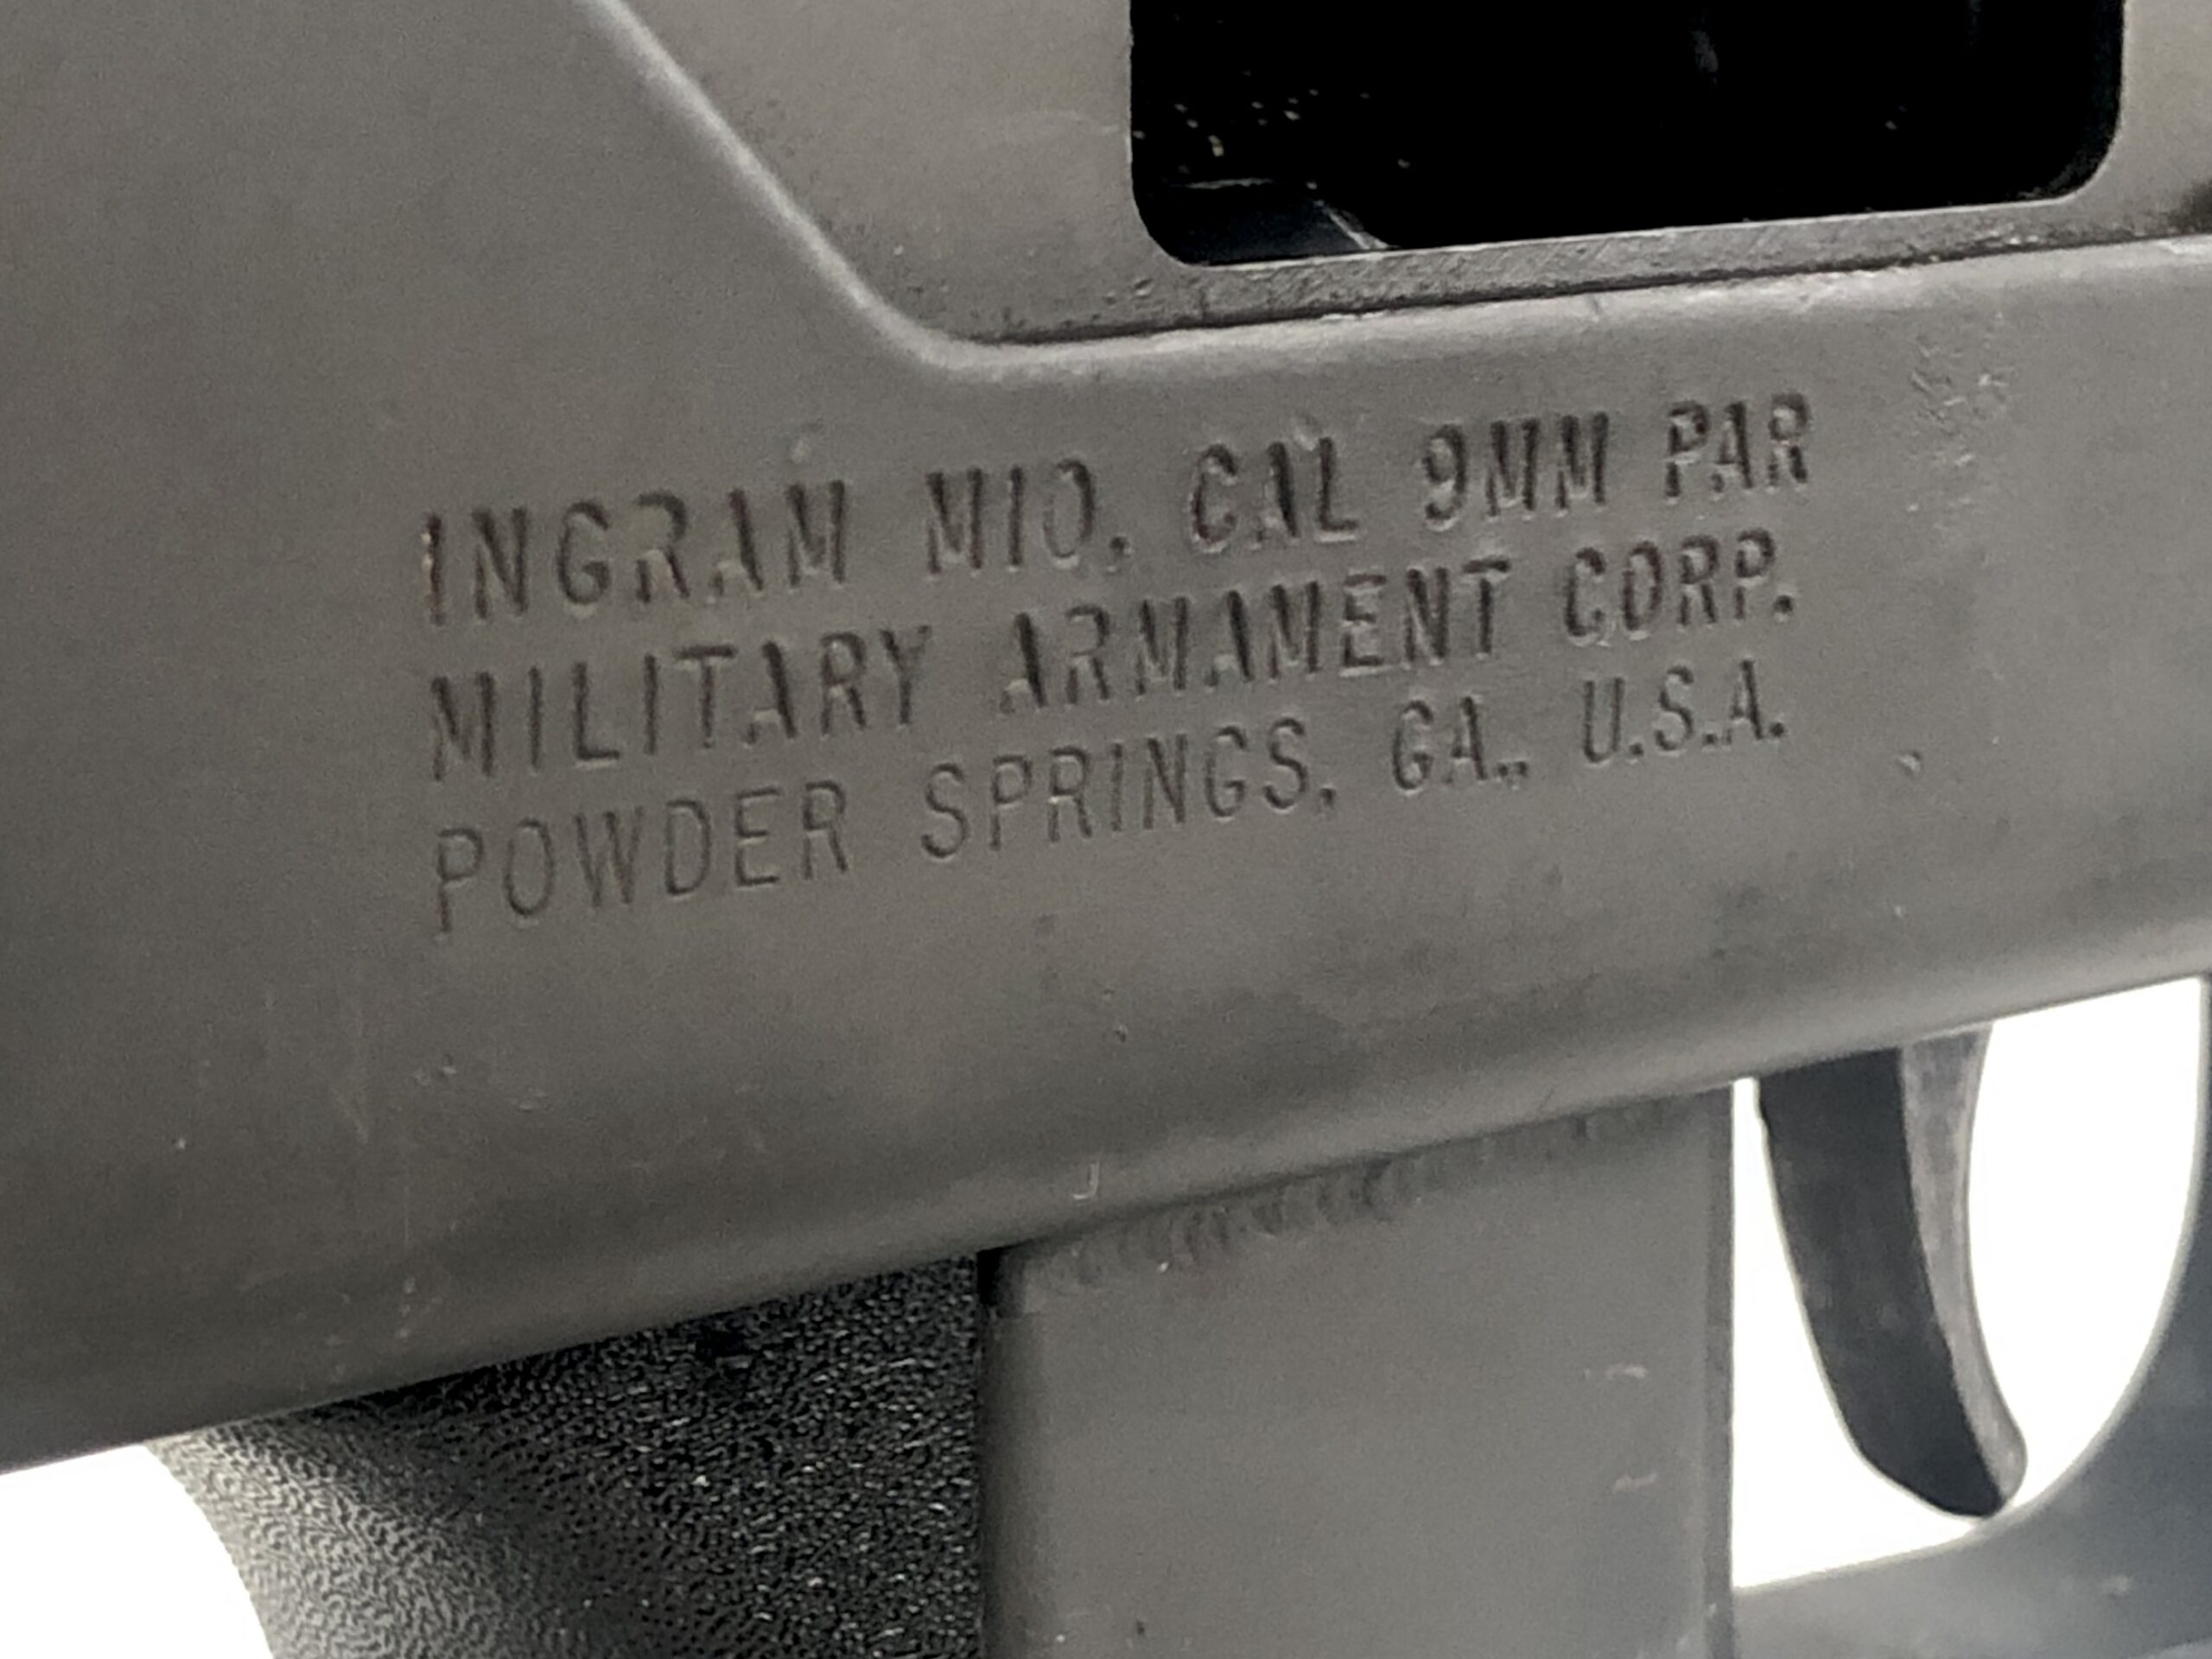 INGRAM M10. CAL 9MM PAR
MILITARY ARMAMENT CORP.
POWDER SPRINGS, GA., U.S.A.